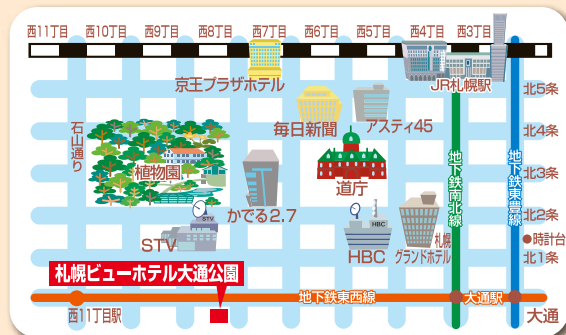 西11丁目 西10丁目 西9丁目 西8丁目 西7丁目 西6丁目 西5丁目 西4丁目 西3丁目
京王プラザホテル
JR札幌駅
北5条
毎日新聞
アスティ45
石山通り
北4条
植物園
道庁
地下鉄南北線
地下鉄東豊線
北3条
かでる2.7
北2条
STV
STV
HBC
HBC
札幌
グランドホテル
時計台
北1条
札幌ビューホテル大通公園
地下鉄東西線
大通駅
西11丁目駅
大通